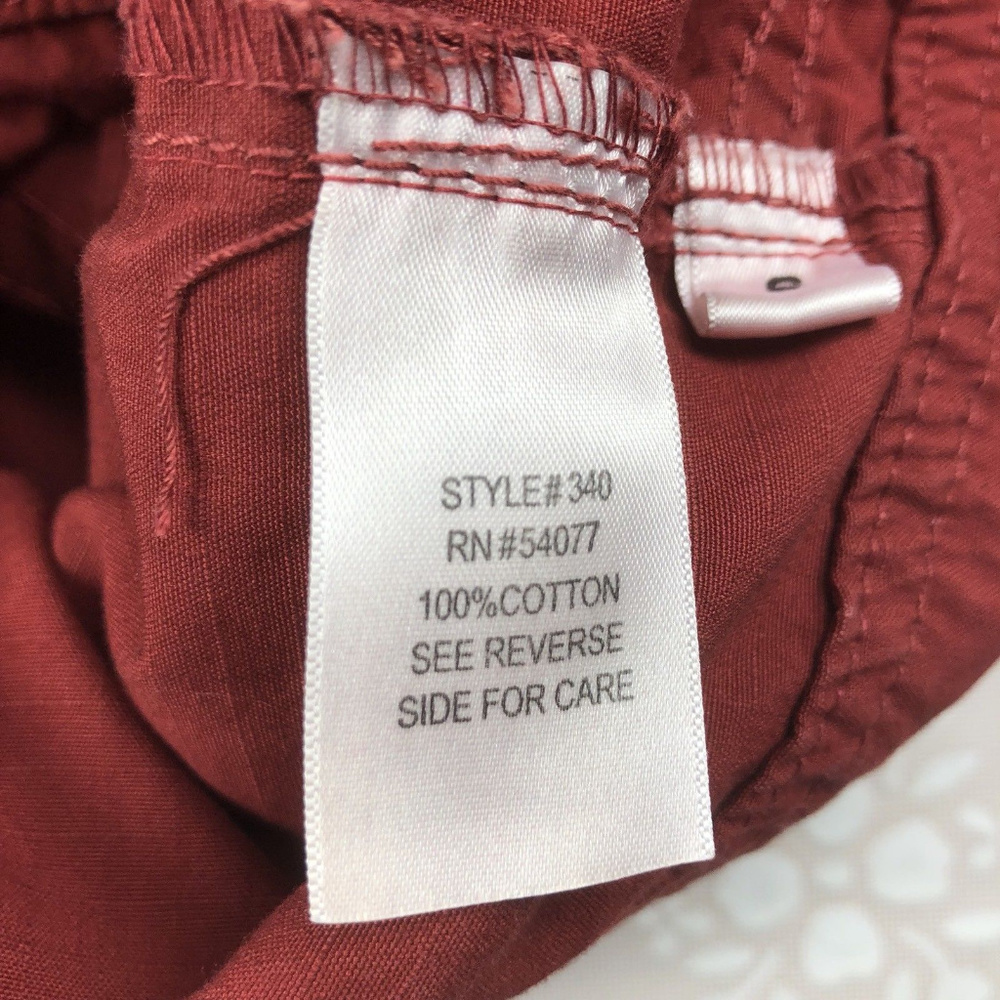 STYLE#340
RN#54077
100%COTTON
SEE REVERSE
SIDE FOR CARE